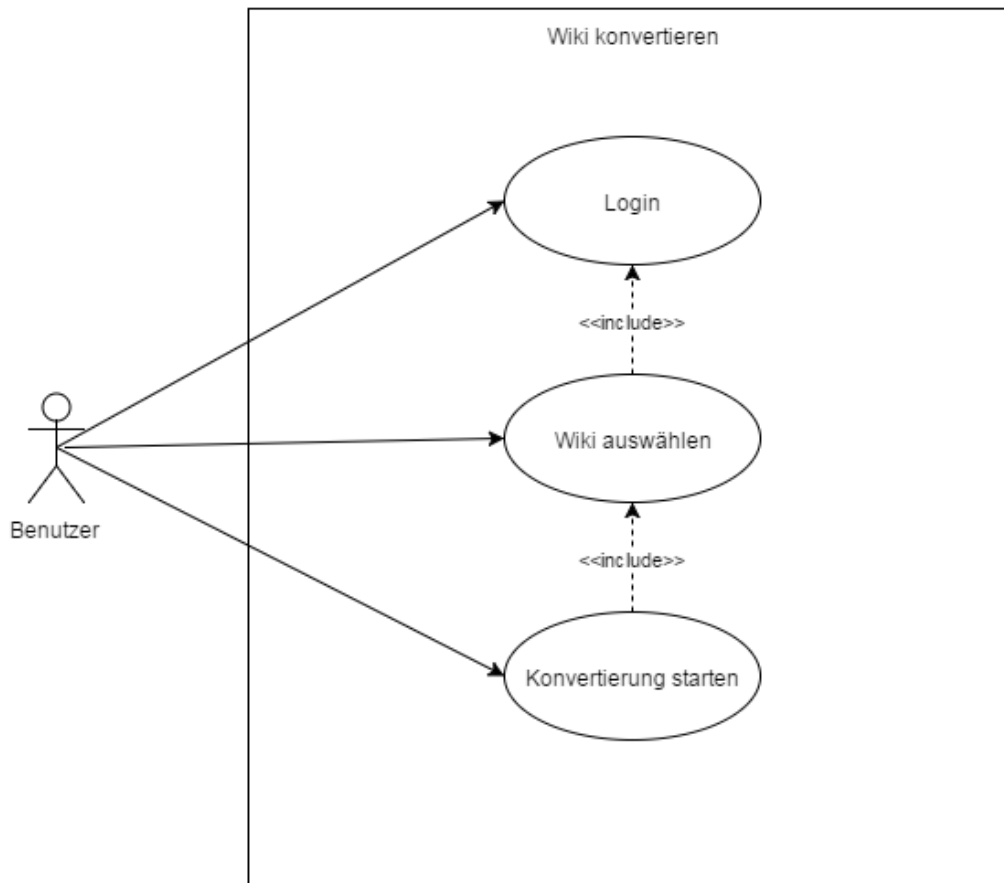 Wiki konvertieren
Login
<<include>>
Wiki auswählen
<<include>>
Benutzer
Konvertierung starten